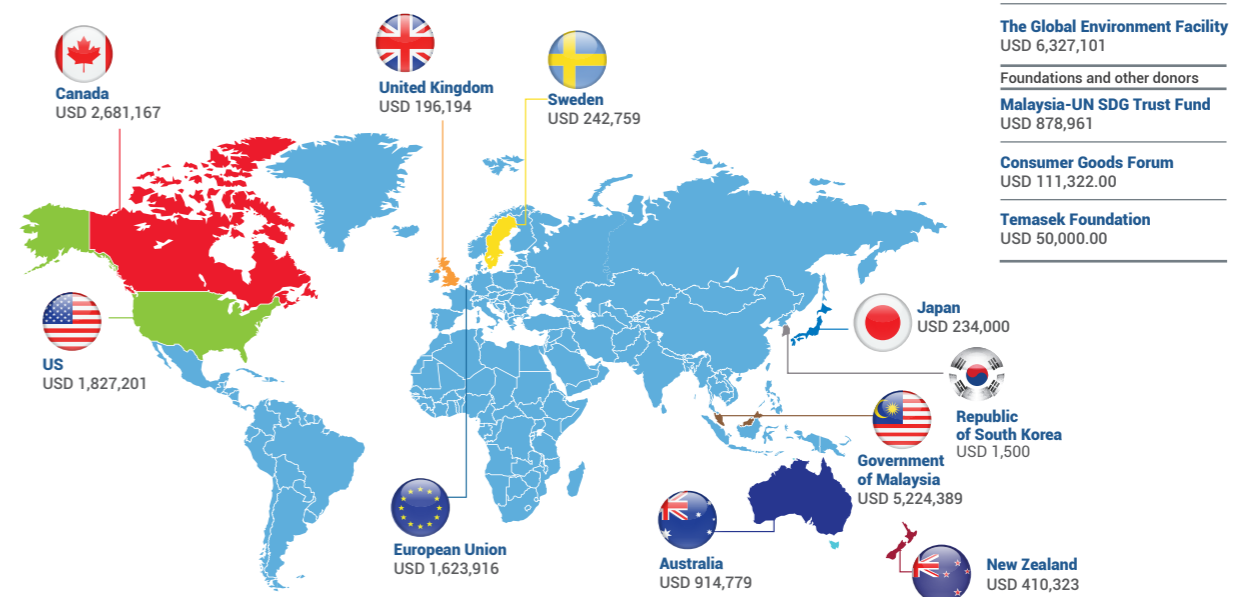 Canada
USD 2,681,167
United Kingdom
USD 196,194
Sweden
USD 242,759
The Global Environment Facility
USD 6,327,101
Foundations and other donors
Malaysia-UN SDG Trust Fund
USD 878,961
Consumer Goods Forum
USD 111,322.00
Temasek Foundation
USD 50,000.00
US
USD 1,827,201
Japan
USD 234,000
Republic
of South Korea
USD 1,500
Government
of Malaysia
USD 5,224,389
European Union
USD 1,623,916
Australia
USD 914,779
New Zealand
USD 410,323